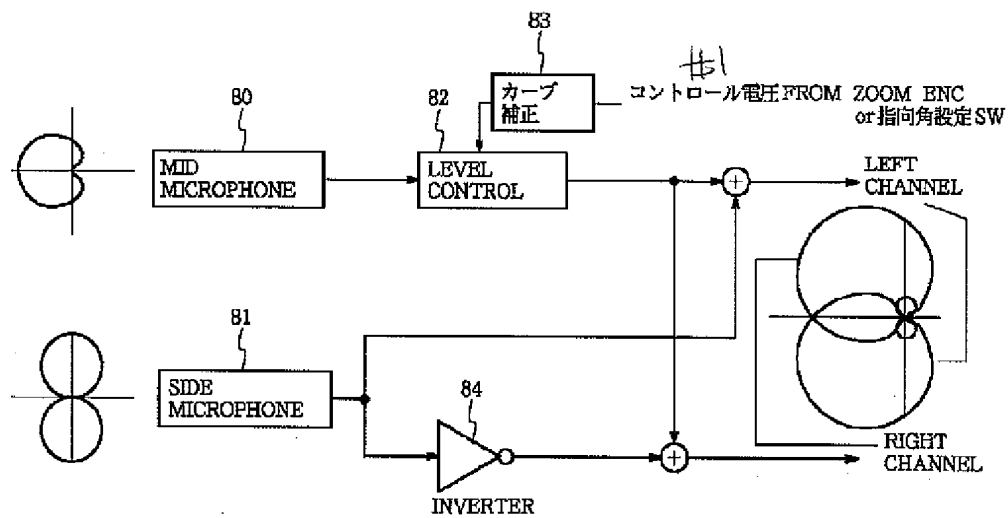 83
#1
カーブ
補正
コントロール電圧FROM ZOOM ENC
or指向角設定SW
80
82
MID
MICROPHONE
LEVEL
CONTROL
LEFT
CHANNEL
81
SIDE
MICROPHONE
84
INVERTER
RIGHT
CHANNEL